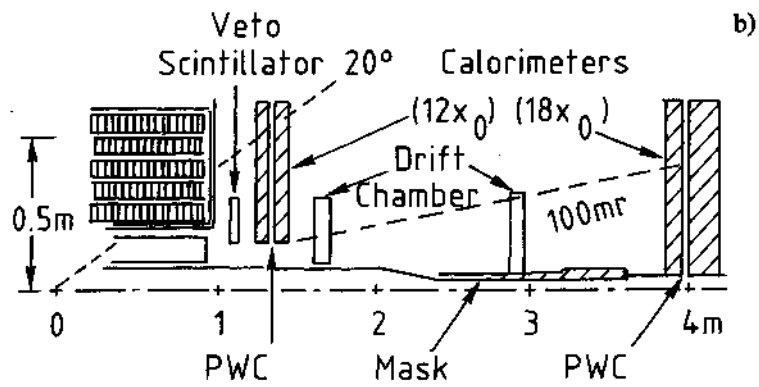 b)
Veto
Scintillator 20° Calorimeters
(12x₀) (18x₀)
Drift
Chamber
0.5m
100mr
0 1 2 3 4m
PWC Mask PWC